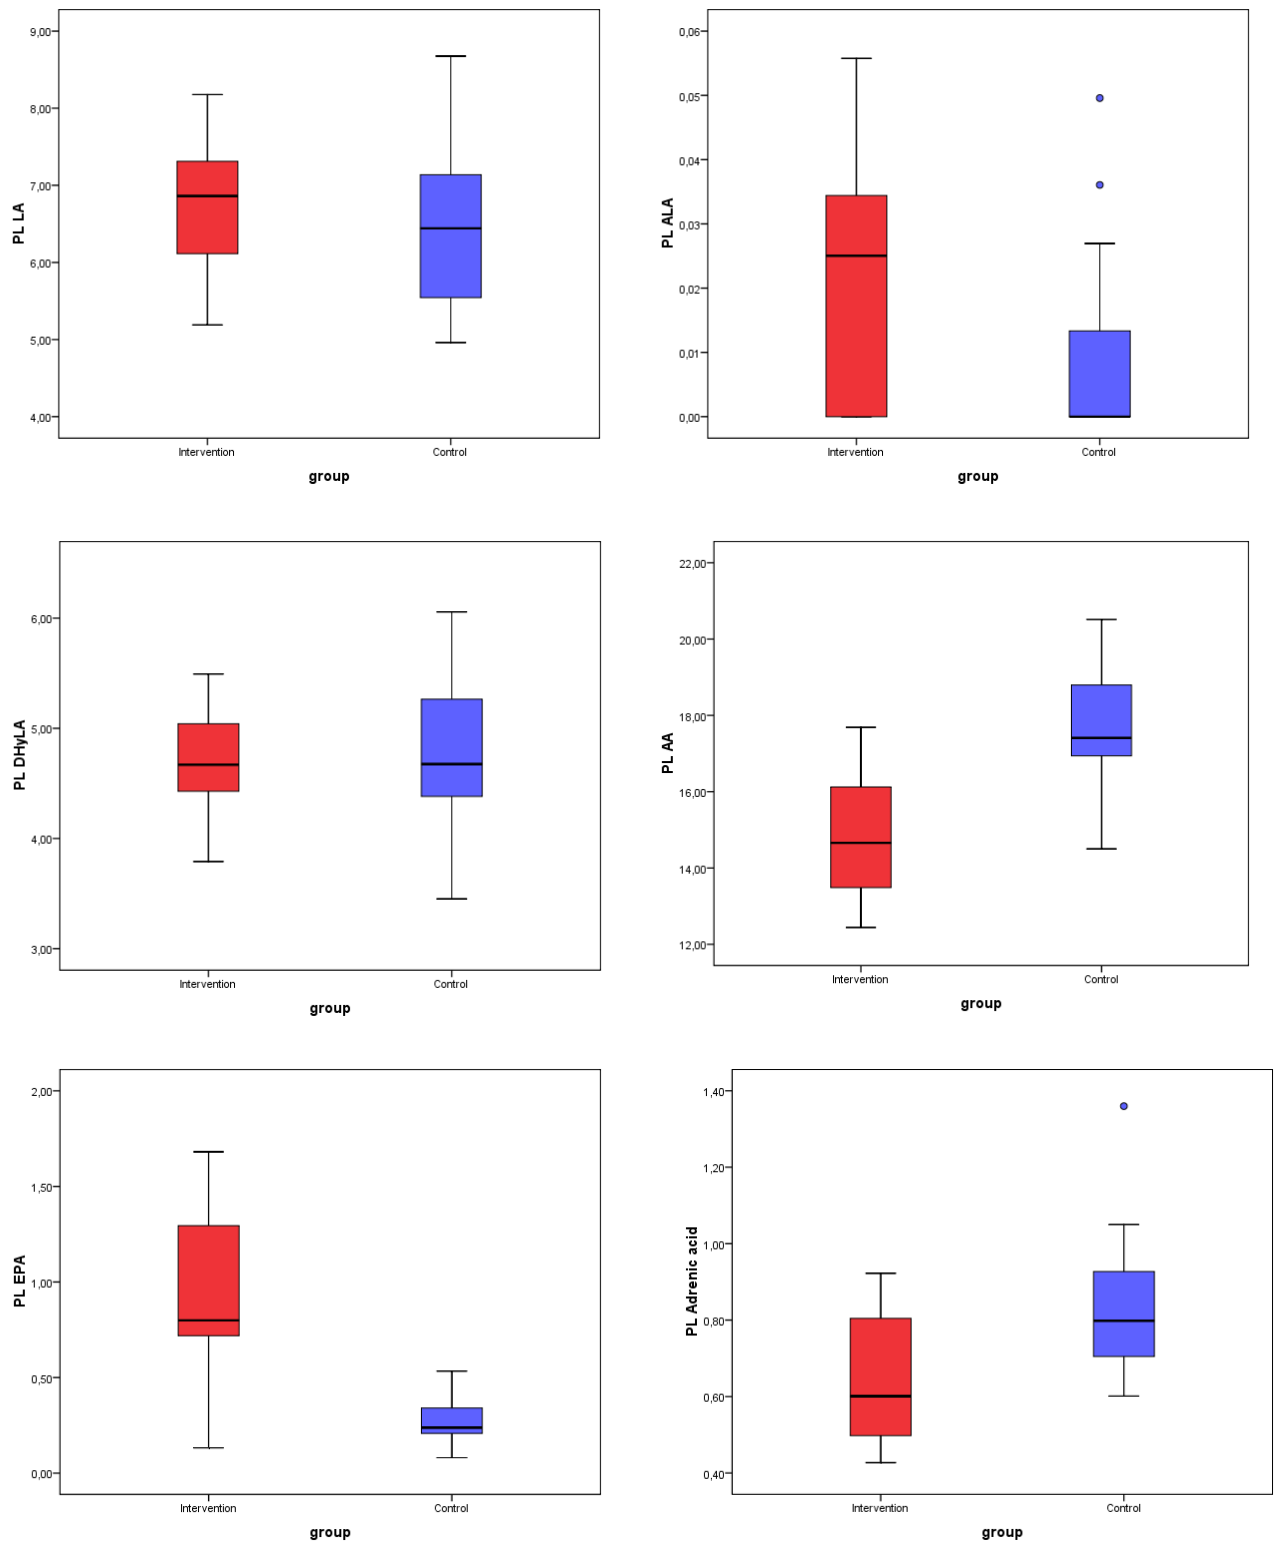 9,00
8,00
7,00
6,00
5,00
4,00
PL LA
Intervention Control
group
0,06
0,05
0,04
0,03
0,02
0,01
0,00
PL ALA
Intervention Control
group
6,00
5,00
4,00
3,00
PL DHyLA
Intervention Control
group
22,00
20,00
18,00
16,00
14,00
12,00
PL AA
Intervention Control
group
2,00
1,50
1,00
0,50
0,00
PL EPA
Intervention Control
group
1,40
1,20
1,00
0,80
0,60
0,40
PL Adrenic acid
Intervention Control
group